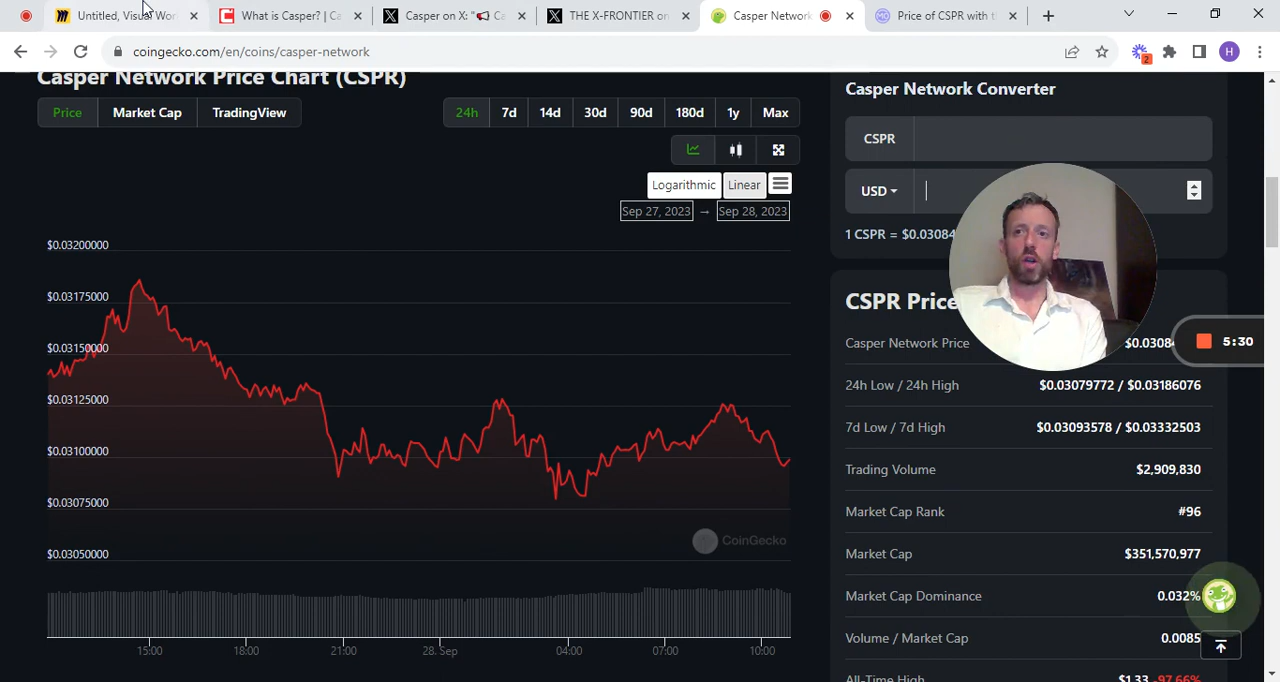 Untitled, Visual Wor
What is Casper? | Ca
Casper on X: "📢 Ca
THE X-FRONTIER on
Casper Network
Price of CSPR with t
coingecko.com/en/coins/casper-network
2
H
Casper Network Price Chart (CSPR)
Price Market Cap TradingView
24h 7d 14d 30d 90d 180d 1y Max
Logarithmic Linear
Sep 27, 2023 → Sep 28, 2023
$0.03200000
$0.03175000
$0.03150000
$0.03125000
$0.03100000
$0.03075000
$0.03050000
CoinGecko
15:00 18:00 21:00 28. Sep 04:00 07:00 10:00
Casper Network Converter
CSPR
USD
1 CSPR = $0.03084
CSPR Price
Casper Network Price $0.03084
24h Low / 24h High $0.03079772 / $0.03186076
7d Low / 7d High $0.03093578 / $0.03332503
Trading Volume $2,909,830
Market Cap Rank #96
Market Cap $351,570,977
Market Cap Dominance 0.032%
Volume / Market Cap 0.0085
All-Time High $1.33 -97.66%
5:30